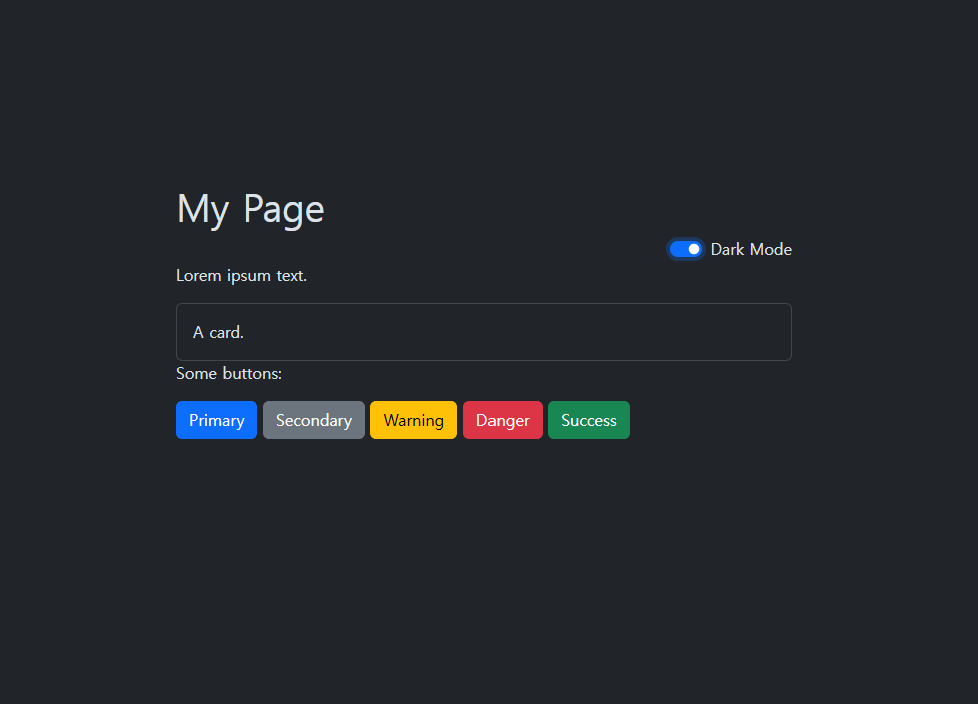 My Page
Dark Mode
Lorem ipsum text.
A card.
Some buttons:
Primary Secondary Warning Danger Success